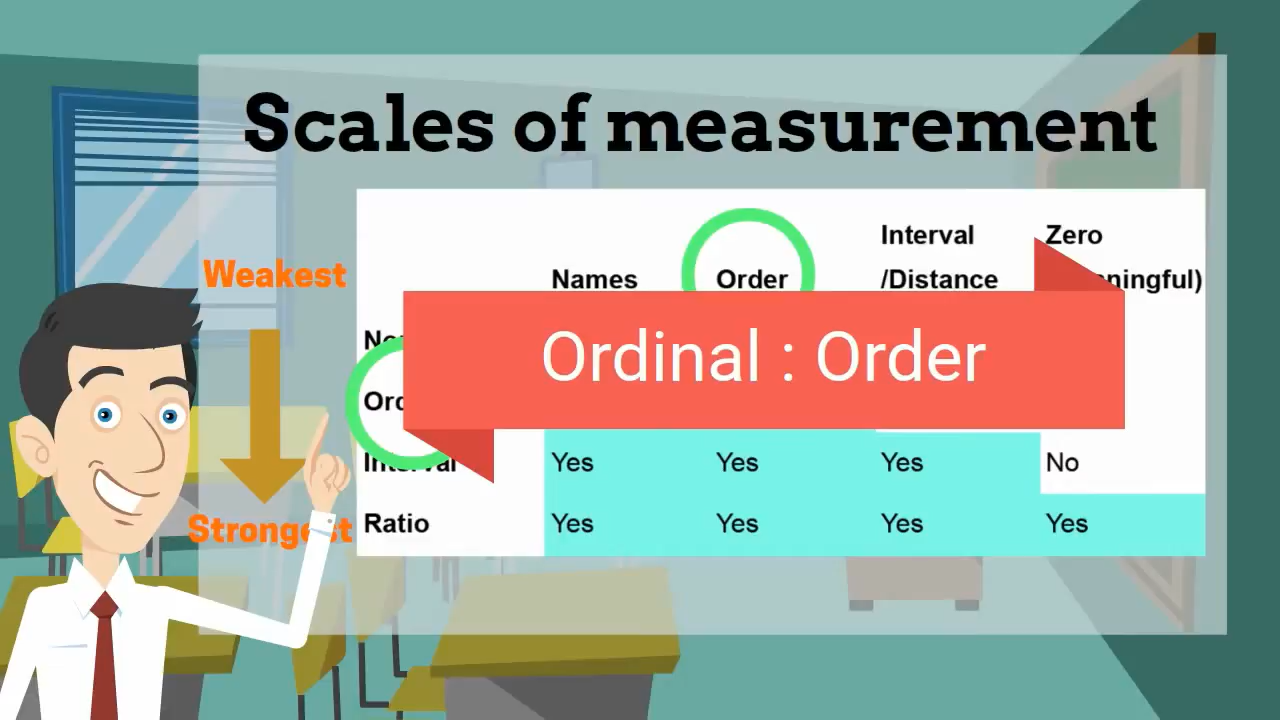 Scales of measurement
Interval Zero
Names Order /Distance
Weakest
Ordinal : Order
Yes Yes Yes No
Strongest
Ratio Yes Yes Yes Yes